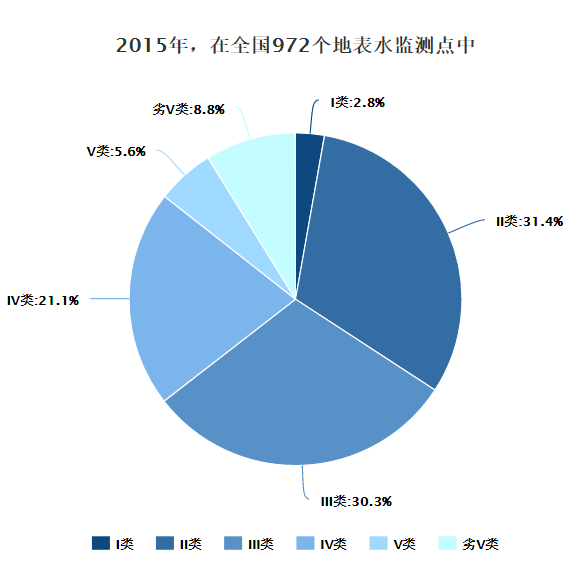 2015年，在全国972个地表水监测点中
劣V类:8.8%
I类:2.8%
V类:5.6%
II类:31.4%
IV类:21.1%
III类:30.3%
I类 II类 III类 IV类 V类 劣V类